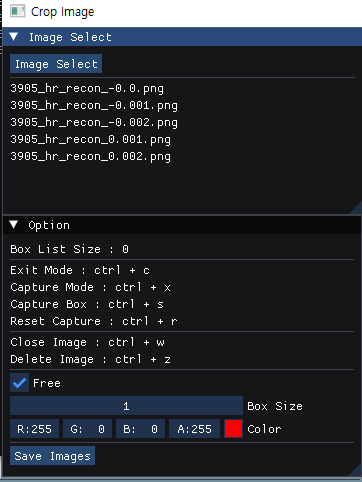 Crop Image
Image Select
Image Select
3905_hr_recon_-0.0.png
3905_hr_recon_-0.001.png
3905_hr_recon_-0.002.png
3905_hr_recon_0.001.png
3905_hr_recon_0.002.png
Option
Box List Size : 0
Exit Mode : ctrl + c
Capture Mode : ctrl + x
Capture Box : ctrl + s
Reset Capture : ctrl + r
Close Image : ctrl + w
Delete Image : ctrl + z
Free
1 Box Size
R:255 G: 0 B: 0 A:255 Color
Save Images